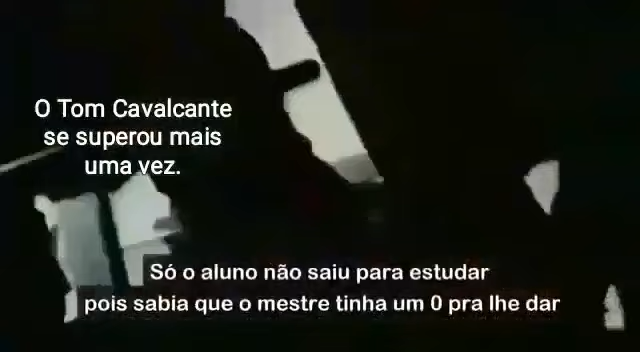 O Tom Cavalcante
se superou mais
uma vez.
Só o aluno não saiu para estudar
pois sabia que o mestre tinha um 0 pra lhe dar